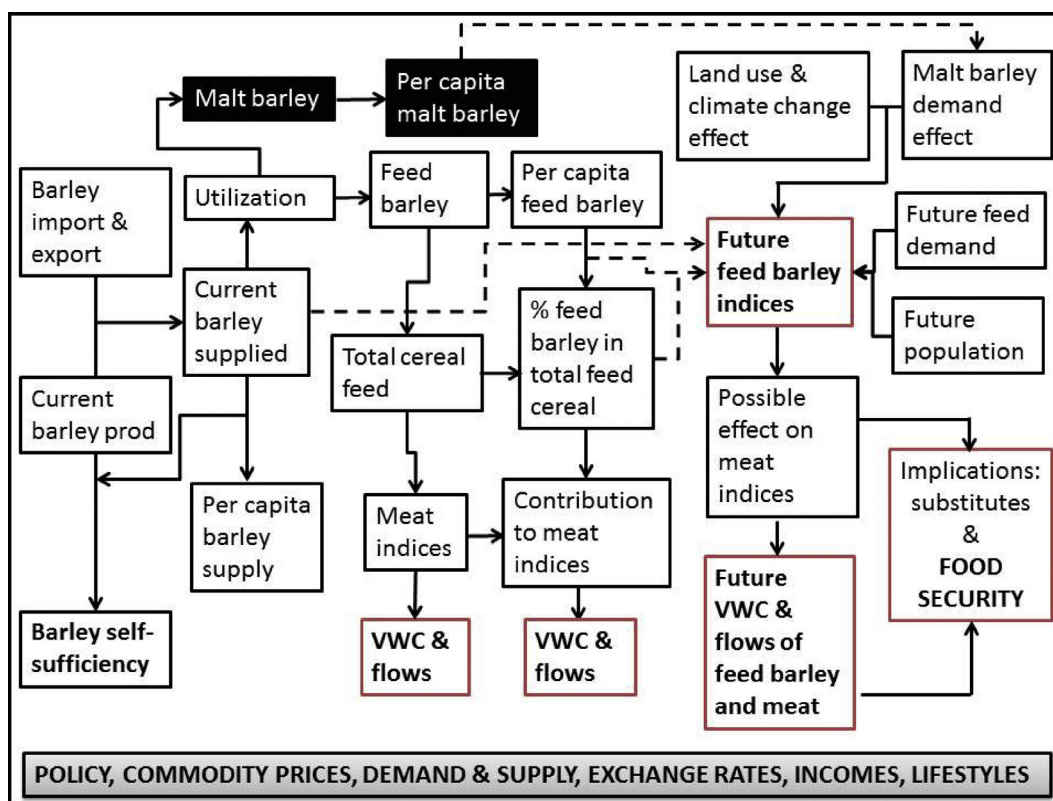 Malt barley
Per capita
malt barley
Land use &
climate change
effect
Malt barley
demand
effect
Barley
import &
export
Utilization
Feed
barley
Per capita
feed barley
Future
feed barley
indices
Future feed
demand
Current
barley
supplied
Total cereal
feed
% feed
barley in
total feed
cereal
Future
population
Current
barley prod
Possible
effect on
meat
indices
Per capita
barley
supply
Meat
indices
Contribution
to meat
indices
Implications:
substitutes
&
FOOD
SECURITY
Barley self-
sufficiency
VWC &
flows
VWC &
flows
Future
VWC &
flows of
feed barley
and meat
POLICY, COMMODITY PRICES, DEMAND & SUPPLY, EXCHANGE RATES, INCOMES, LIFESTYLES